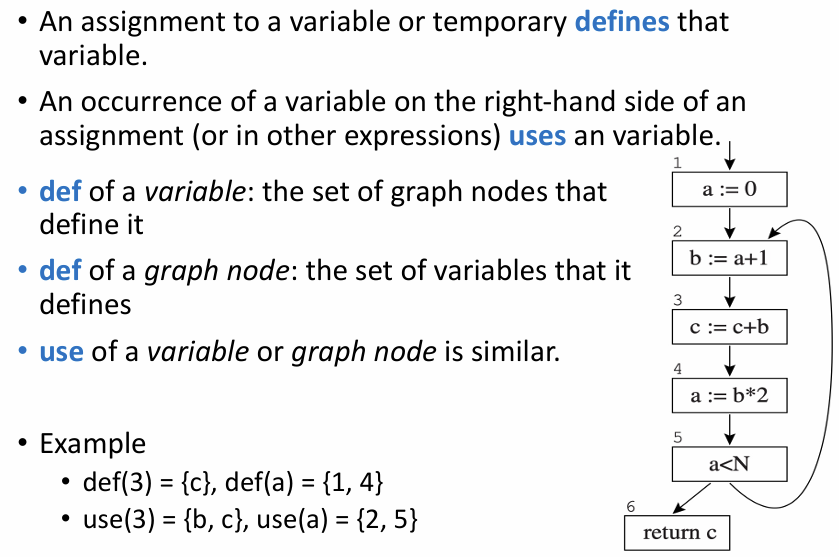 • An assignment to a variable or temporary defines that
variable.
• An occurrence of a variable on the right-hand side of an
assignment (or in other expressions) uses an variable.
• def of a variable: the set of graph nodes that
define it
• def of a graph node: the set of variables that it
defines
• use of a variable or graph node is similar.
• Example
• def(3) = {c}, def(a) = {1, 4}
• use(3) = {b, c}, use(a) = {2, 5}
1
a := 0
2
b := a+1
3
c := c+b
4
a := b*2
5
a<N
6
return c